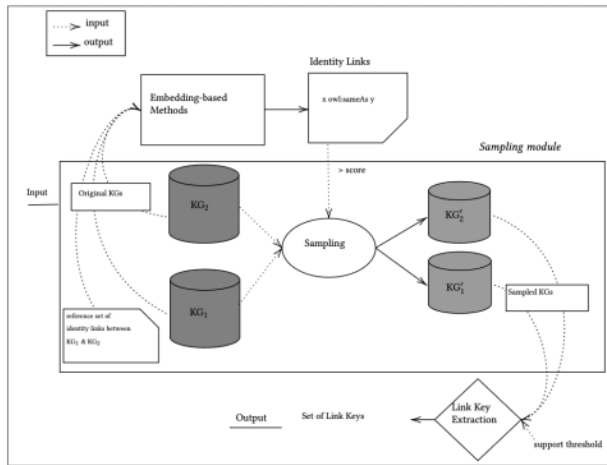 input
output
Identity Links
Embedding-based
Methods
x owl:sameAs y
Sampling module
> score
Input
Original KGs
KG₂
KG′₂
Sampling
KG₁
KG′₁
Sampled KGs
reference set of
identity links between
KG₁ & KG₂
Link Key
Extraction
Output
Set of Link Keys
support threshold